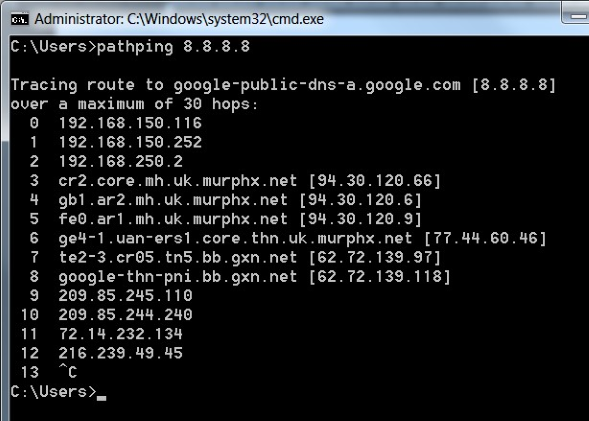 Administrator: C:\Windows\system32\cmd.exe
C:\Users>pathping 8.8.8.8
Tracing route to google-public-dns-a.google.com [8.8.8.8]
over a maximum of 30 hops:
0 192.168.150.116
1 192.168.150.252
2 192.168.250.2
3 cr2.core.mh.uk.murphx.net [94.30.120.66]
4 gb1.ar2.mh.uk.murphx.net [94.30.120.6]
5 fe0.ar1.mh.uk.murphx.net [94.30.120.9]
6 ge4-1.uan-ers1.core.thn.uk.murphx.net [77.44.60.46]
7 te2-3.cr05.tn5.bb.gxn.net [62.72.139.97]
8 google-thn-pni.bb.gxn.net [62.72.139.118]
9 209.85.245.110
10 209.85.244.240
11 72.14.232.134
12 216.239.49.45
13 ^C
C:\Users>_